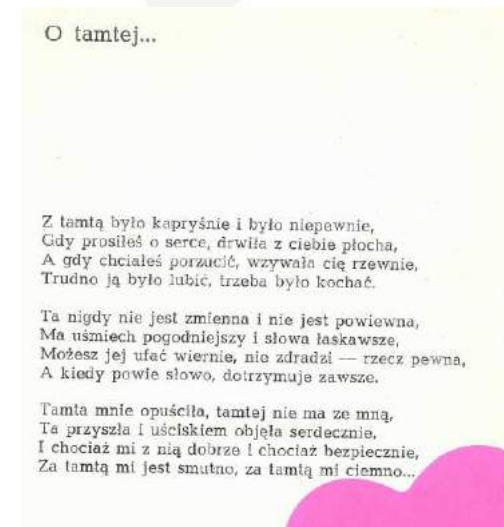 O tamtej...
Z tamtą było kapryśnie i było niepewnie,
Gdy prosiłeś o serce, drwiła z ciebie płocha,
A gdy chciałeś porzucić, wzywała cię rzewnie,
Trudno ją było lubić, trzeba było kochać.
Ta nigdy nie jest zmienna i nie jest powiewna,
Ma uśmiech pogodniejszy i słowa łaskawsze,
Możesz jej ufać wiernie, nie zdradzi — rzecz pewna,
A kiedy powie słowo, dotrzymuje zawsze.
Tamta mnie opuściła, tamtej nie ma ze mną,
Ta przyszła i uściskiem objęła serdecznie,
I chociaż mi z nią dobrze i chociaż bezpiecznie,
Za tamtą mi jest smutno, za tamtą mi ciemno...